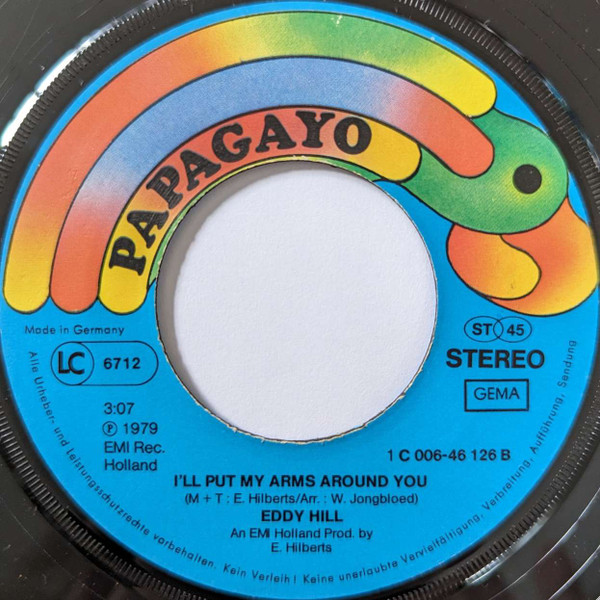 PAPAGAYO
Made in Germany
LC 6712
ST 45
STEREO
GEMA
3:07
℗ 1979
EMI Rec.
Holland
1 C 006-46 126 B
I'LL PUT MY ARMS AROUND YOU
(M + T : E. Hilberts/Arr. : W. Jongbloed)
EDDY HILL
An EMI Holland Prod. by
E. Hilberts
Alle Urheber- und Leistungsschutzrechte vorbehalten. Kein Verleih! Keine unerlaubte Vervielfältigung, Verbreitung, Aufführung, Sendung